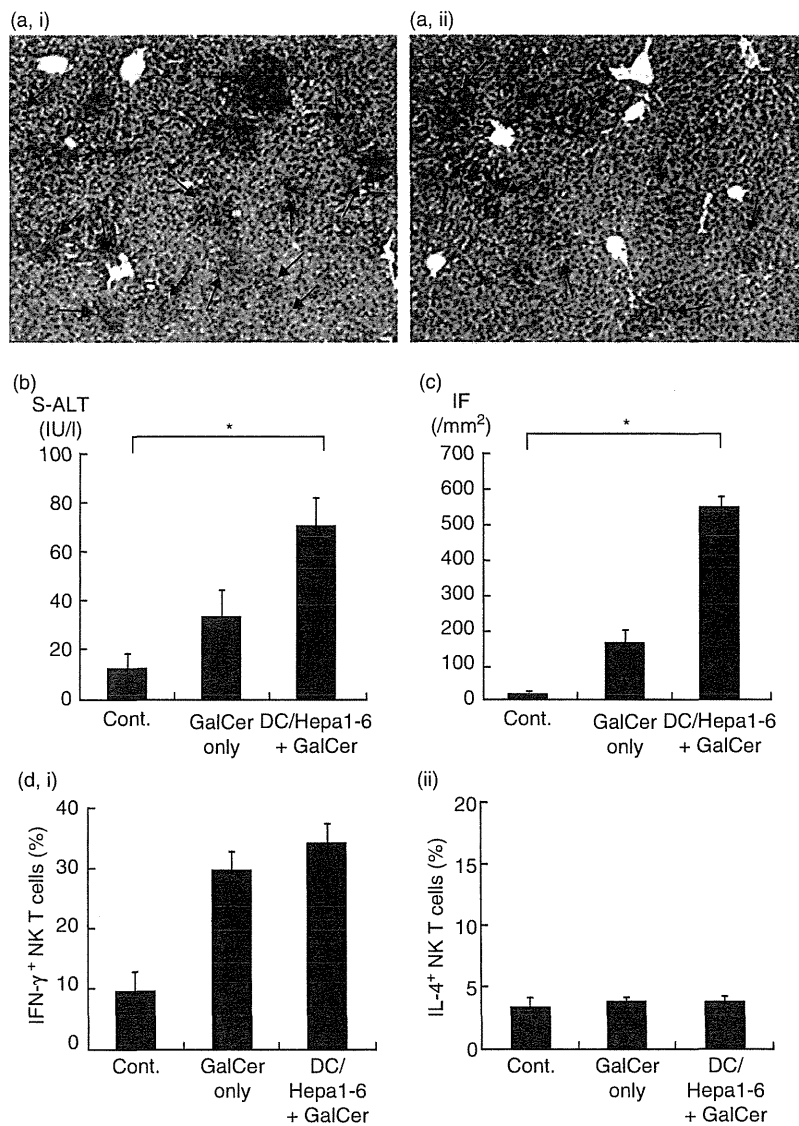 (a, i)
(a, ii)
(b)
S-ALT
(IU/l)
*
100
80
60
40
20
0
Cont.
GalCer
only
DC/Hepa1-6
+ GalCer
(c)
IF
(/mm²)
*
700
600
500
400
300
200
100
0
Cont.
GalCer
only
DC/Hepa1-6
+ GalCer
(d, i)
IFN-γ⁺ NK T cells (%)
40
30
20
10
0
Cont.
GalCer
only
DC/
Hepa1-6
+ GalCer
(ii)
IL-4⁺ NK T cells (%)
20
15
10
5
0
Cont.
GalCer
only
DC/
Hepa1-6
+ GalCer